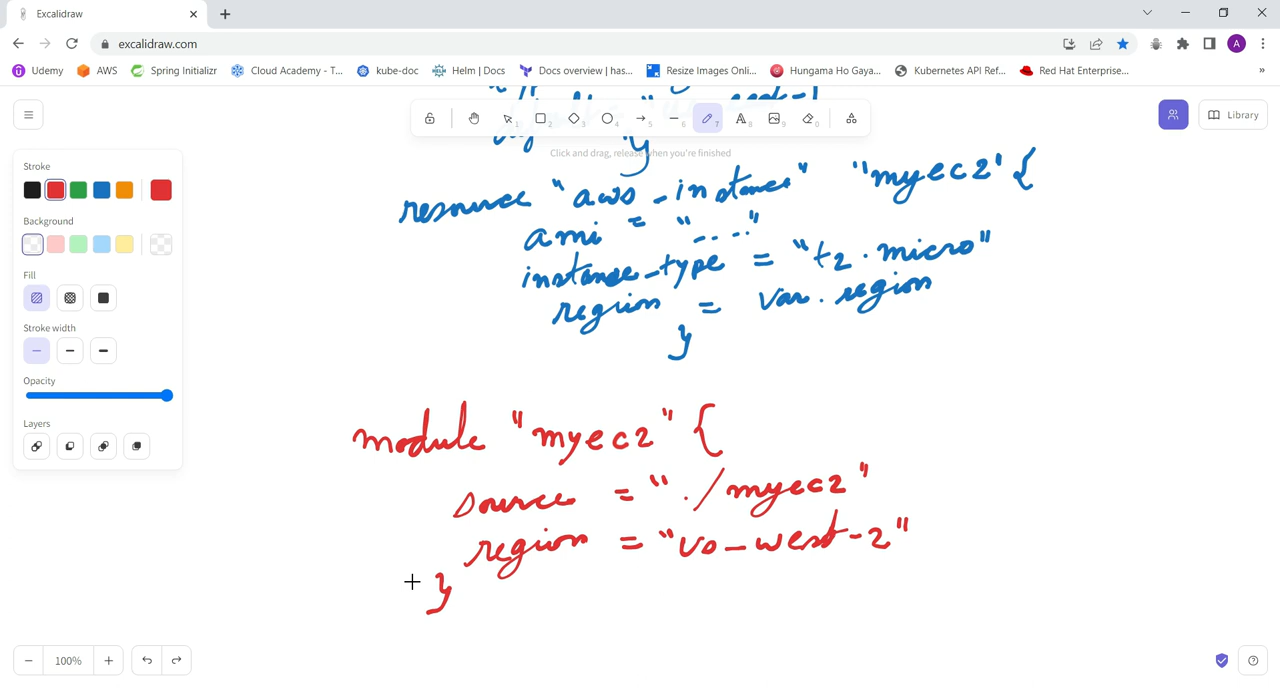 Excalidraw
excalidraw.com
A
Udemy
AWS
Spring Initializr
Cloud Academy - T...
kube-doc
Helm | Docs
Docs overview | has...
Resize Images Onli...
Hungama Ho Gaya...
Kubernetes API Ref...
Red Hat Enterprise...
»
Library
Click and drag, release when you're finished
Stroke
Background
Fill
Stroke width
Opacity
Layers
resource "aws_instance" "myec2" {
ami = "...."
instance_type = "t2.micro"
region = var.region
}
module "myec2" {
source = "./myec2"
region = "us-west-2"
}
100%